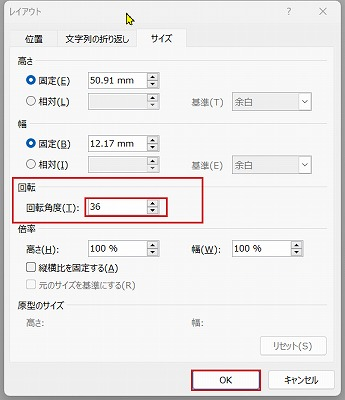 レイアウト ? ×
位置 文字列の折り返し サイズ
高さ
固定(E) 50.91 mm
相対(L) 基準(T) 余白
幅
固定(B) 12.17 mm
相対(I) 基準(E) 余白
回転
回転角度(T): 36
倍率
高さ(H): 100 % 幅(W): 100 %
縦横比を固定する(A)
元のサイズを基準にする(R)
原型のサイズ
高さ: 幅:
リセット(S)
OK キャンセル